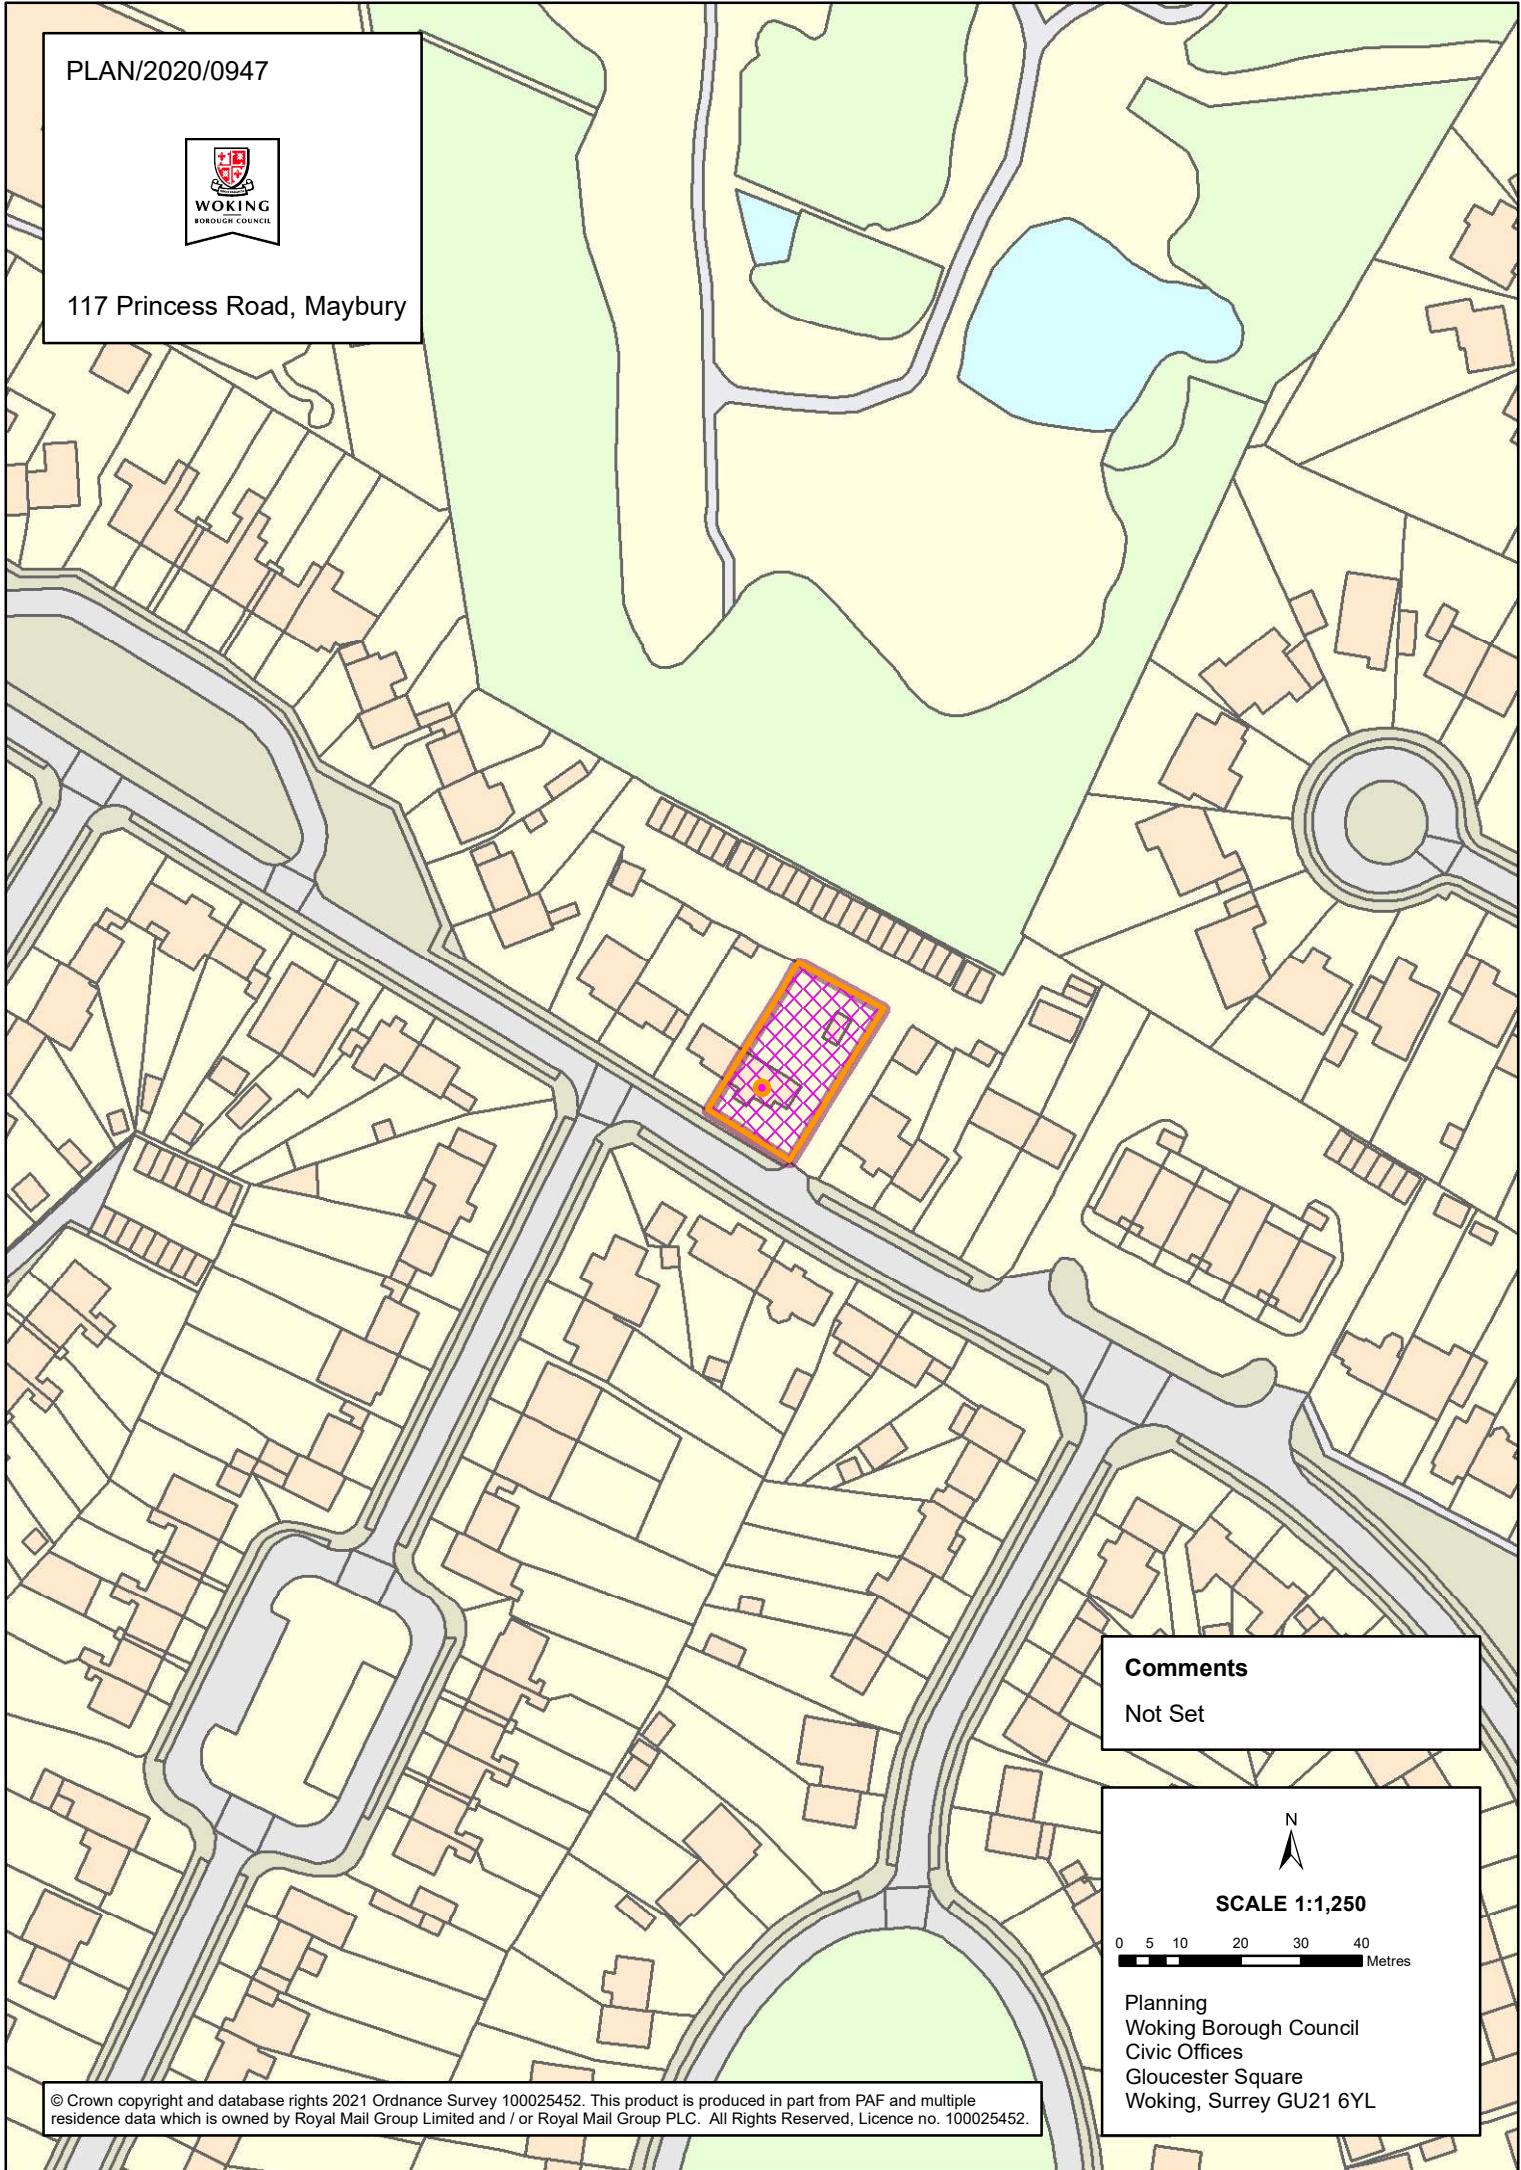 PLAN/2020/0947
WOKING
BOROUGH COUNCIL
117 Princess Road, Maybury
Comments
Not Set
N
SCALE 1:1,250
0 5 10 20 30 40
Metres
Planning
Woking Borough Council
Civic Offices
Gloucester Square
Woking, Surrey GU21 6YL
© Crown copyright and database rights 2021 Ordnance Survey 100025452. This product is produced in part from PAF and multiple
residence data which is owned by Royal Mail Group Limited and / or Royal Mail Group PLC. All Rights Reserved, Licence no. 100025452.